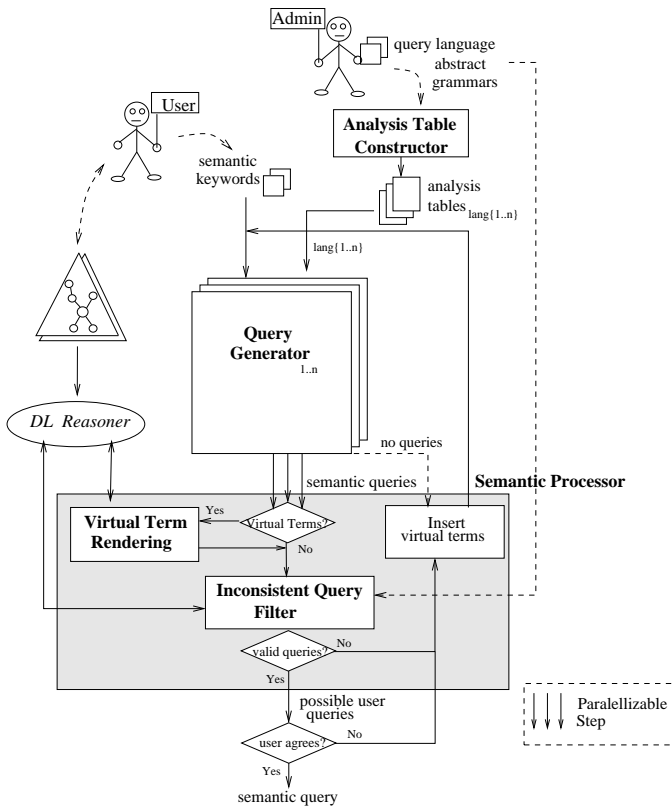 Admin
query language
abstract
grammars
User
Analysis Table
Constructor
semantic
keywords
analysis
tables lang{1..n}
lang{1..n}
Query
Generator
1..n
DL Reasoner
no queries
semantic queries
Semantic Processor
Yes
Virtual Terms?
Virtual Term
Rendering
No
Insert
virtual terms
Inconsistent Query
Filter
valid queries?
No
Yes
possible user
queries
user agrees?
No
Yes
semantic query
Paralellizable
Step